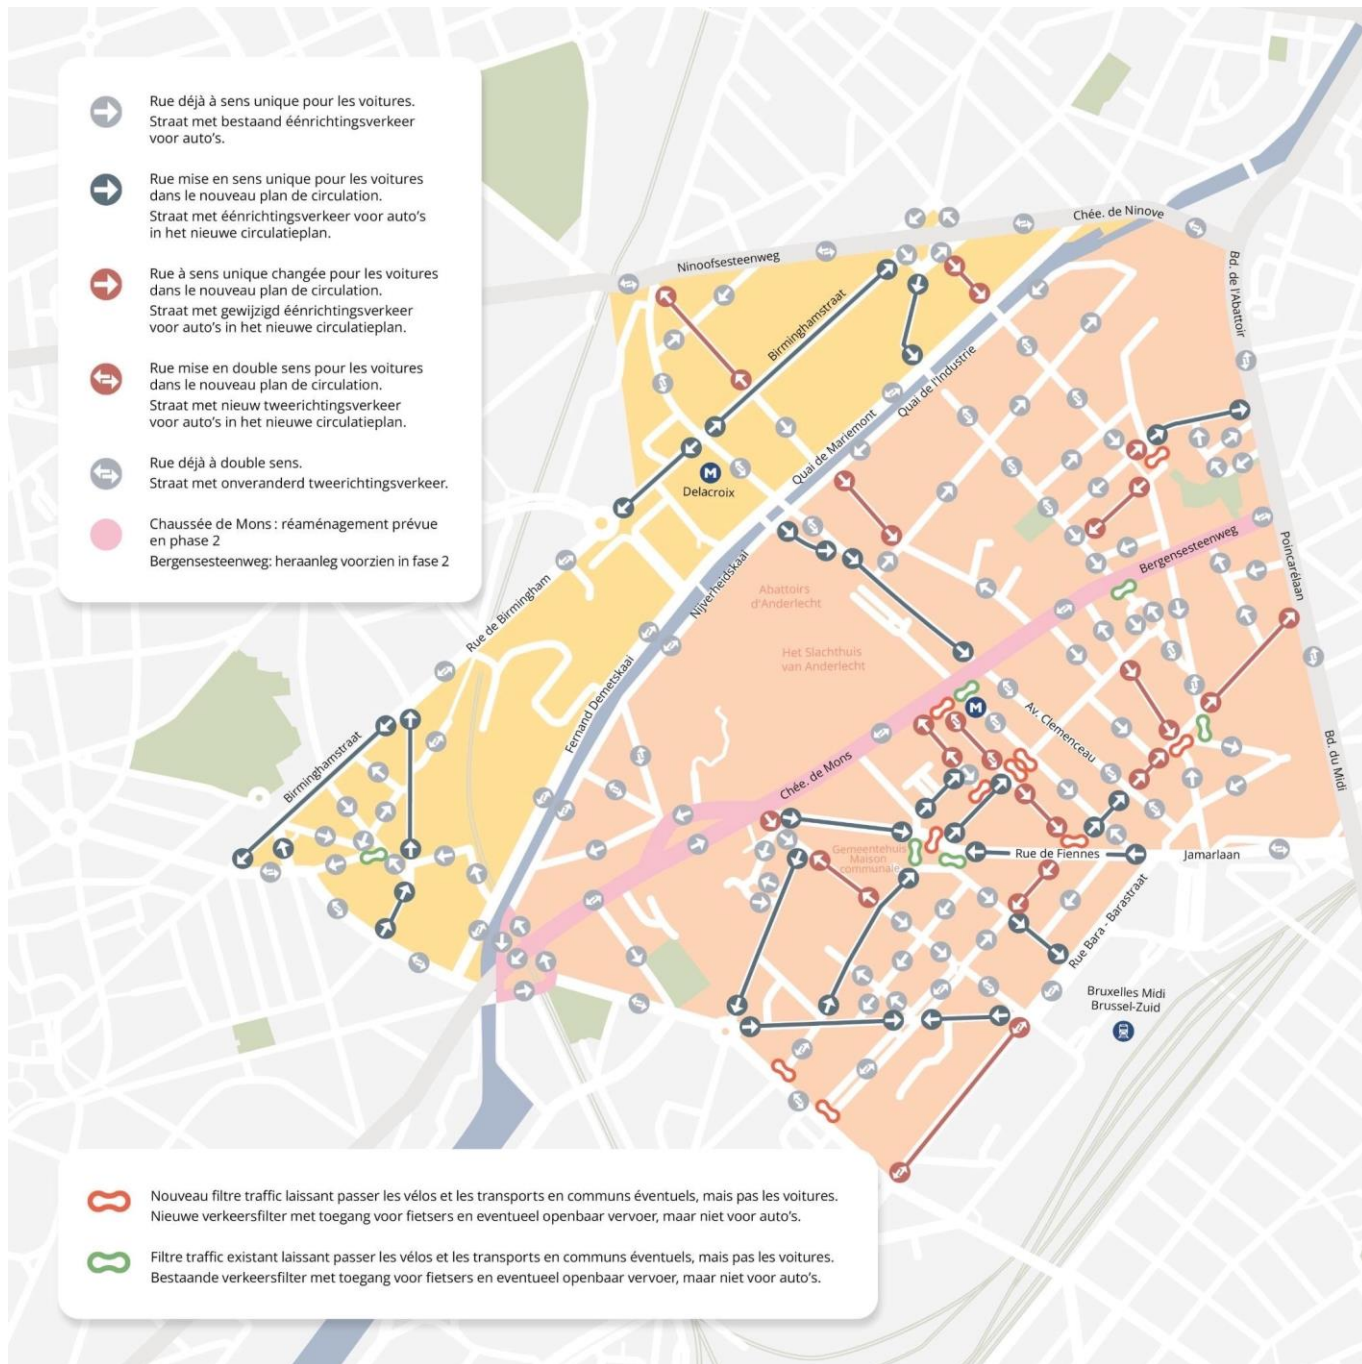 Rue déjà à sens unique pour les voitures.
Straat met bestaand éénrichtingsverkeer
voor auto's.
Rue mise en sens unique pour les voitures
dans le nouveau plan de circulation.
Straat met éénrichtingsverkeer voor auto's
in het nieuwe circulatieplan.
Rue à sens unique changée pour les voitures
dans le nouveau plan de circulation.
Straat met gewijzigd éénrichtingsverkeer
voor auto's in het nieuwe circulatieplan.
Rue mise en double sens pour les voitures
dans le nouveau plan de circulation.
Straat met nieuw tweerichtingsverkeer
voor auto's in het nieuwe circulatieplan.
Rue déjà à double sens.
Straat met onveranderd tweerichtingsverkeer.
Chaussée de Mons : réaménagement prévue
en phase 2
Bergensesteenweg: heraanleg voorzien in fase 2
Chée. de Ninove
Ninoofsesteenweg
Bd. de l'Abattoir
Birminghamstraat
Quai de l'Industrie
Quai de Mariemont
M
Delacroix
Bergensesteenweg
Poincarélaan
Nijverheidskaai
Abattoirs
d'Anderlecht
Het Slachthuis
van Anderlecht
Rue de Birmingham
Fernand Demetskaai
M
Av. Clemenceau
Bd. du Midi
Birminghamstraat
Chée. de Mons
Gemeentehuis
Maison
communale
Rue de Fiennes
Jamarlaan
Rue Bara - Barastraat
Bruxelles Midi
Brussel-Zuid
Nouveau filtre traffic laissant passer les vélos et les transports en communs éventuels, mais pas les voitures.
Nieuwe verkeersfilter met toegang voor fietsers en eventueel openbaar vervoer, maar niet voor auto's.
Filtre traffic existant laissant passer les vélos et les transports en communs éventuels, mais pas les voitures.
Bestaande verkeersfilter met toegang voor fietsers en eventueel openbaar vervoer, maar niet voor auto's.